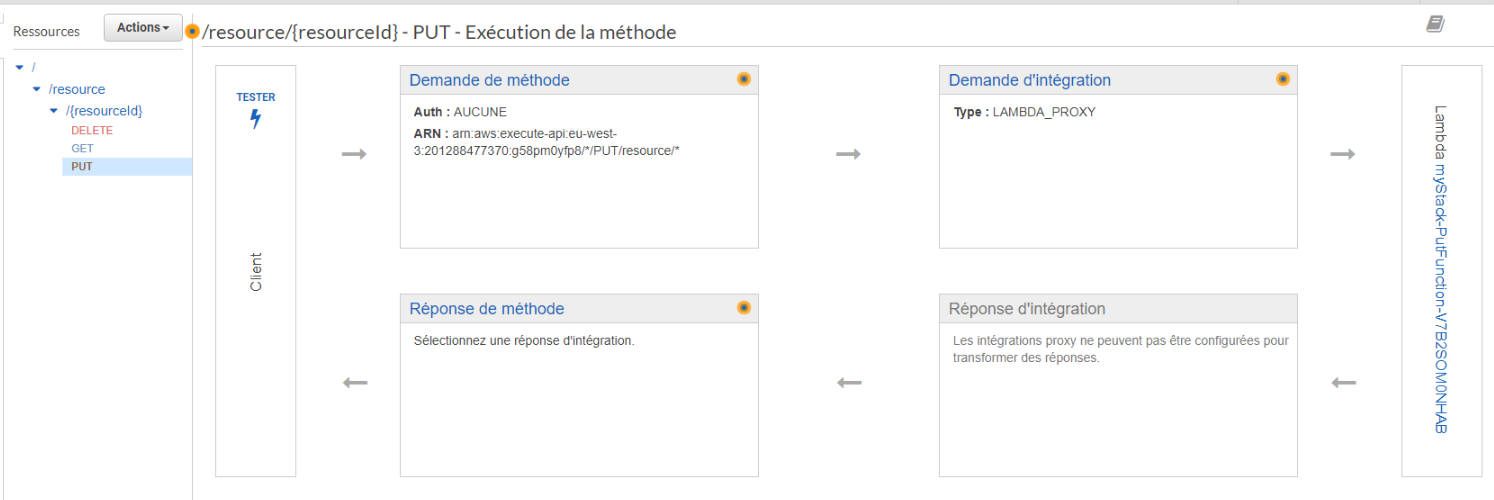 Ressources
Actions
/resource/{resourceId} - PUT - Exécution de la méthode
/
/resource
/{resourceId}
DELETE
GET
PUT
TESTER
Client
Demande de méthode
Auth : AUCUNE
ARN : arn:aws:execute-api:eu-west-
3:201288477370:g58pm0yfp8/*/PUT/resource/*
Demande d'intégration
Type : LAMBDA_PROXY
Lambda myStack-PutFunction-V7B2SOM0NHAB
Réponse de méthode
Sélectionnez une réponse d'intégration.
Réponse d'intégration
Les intégrations proxy ne peuvent pas être configurées pour
transformer des réponses.